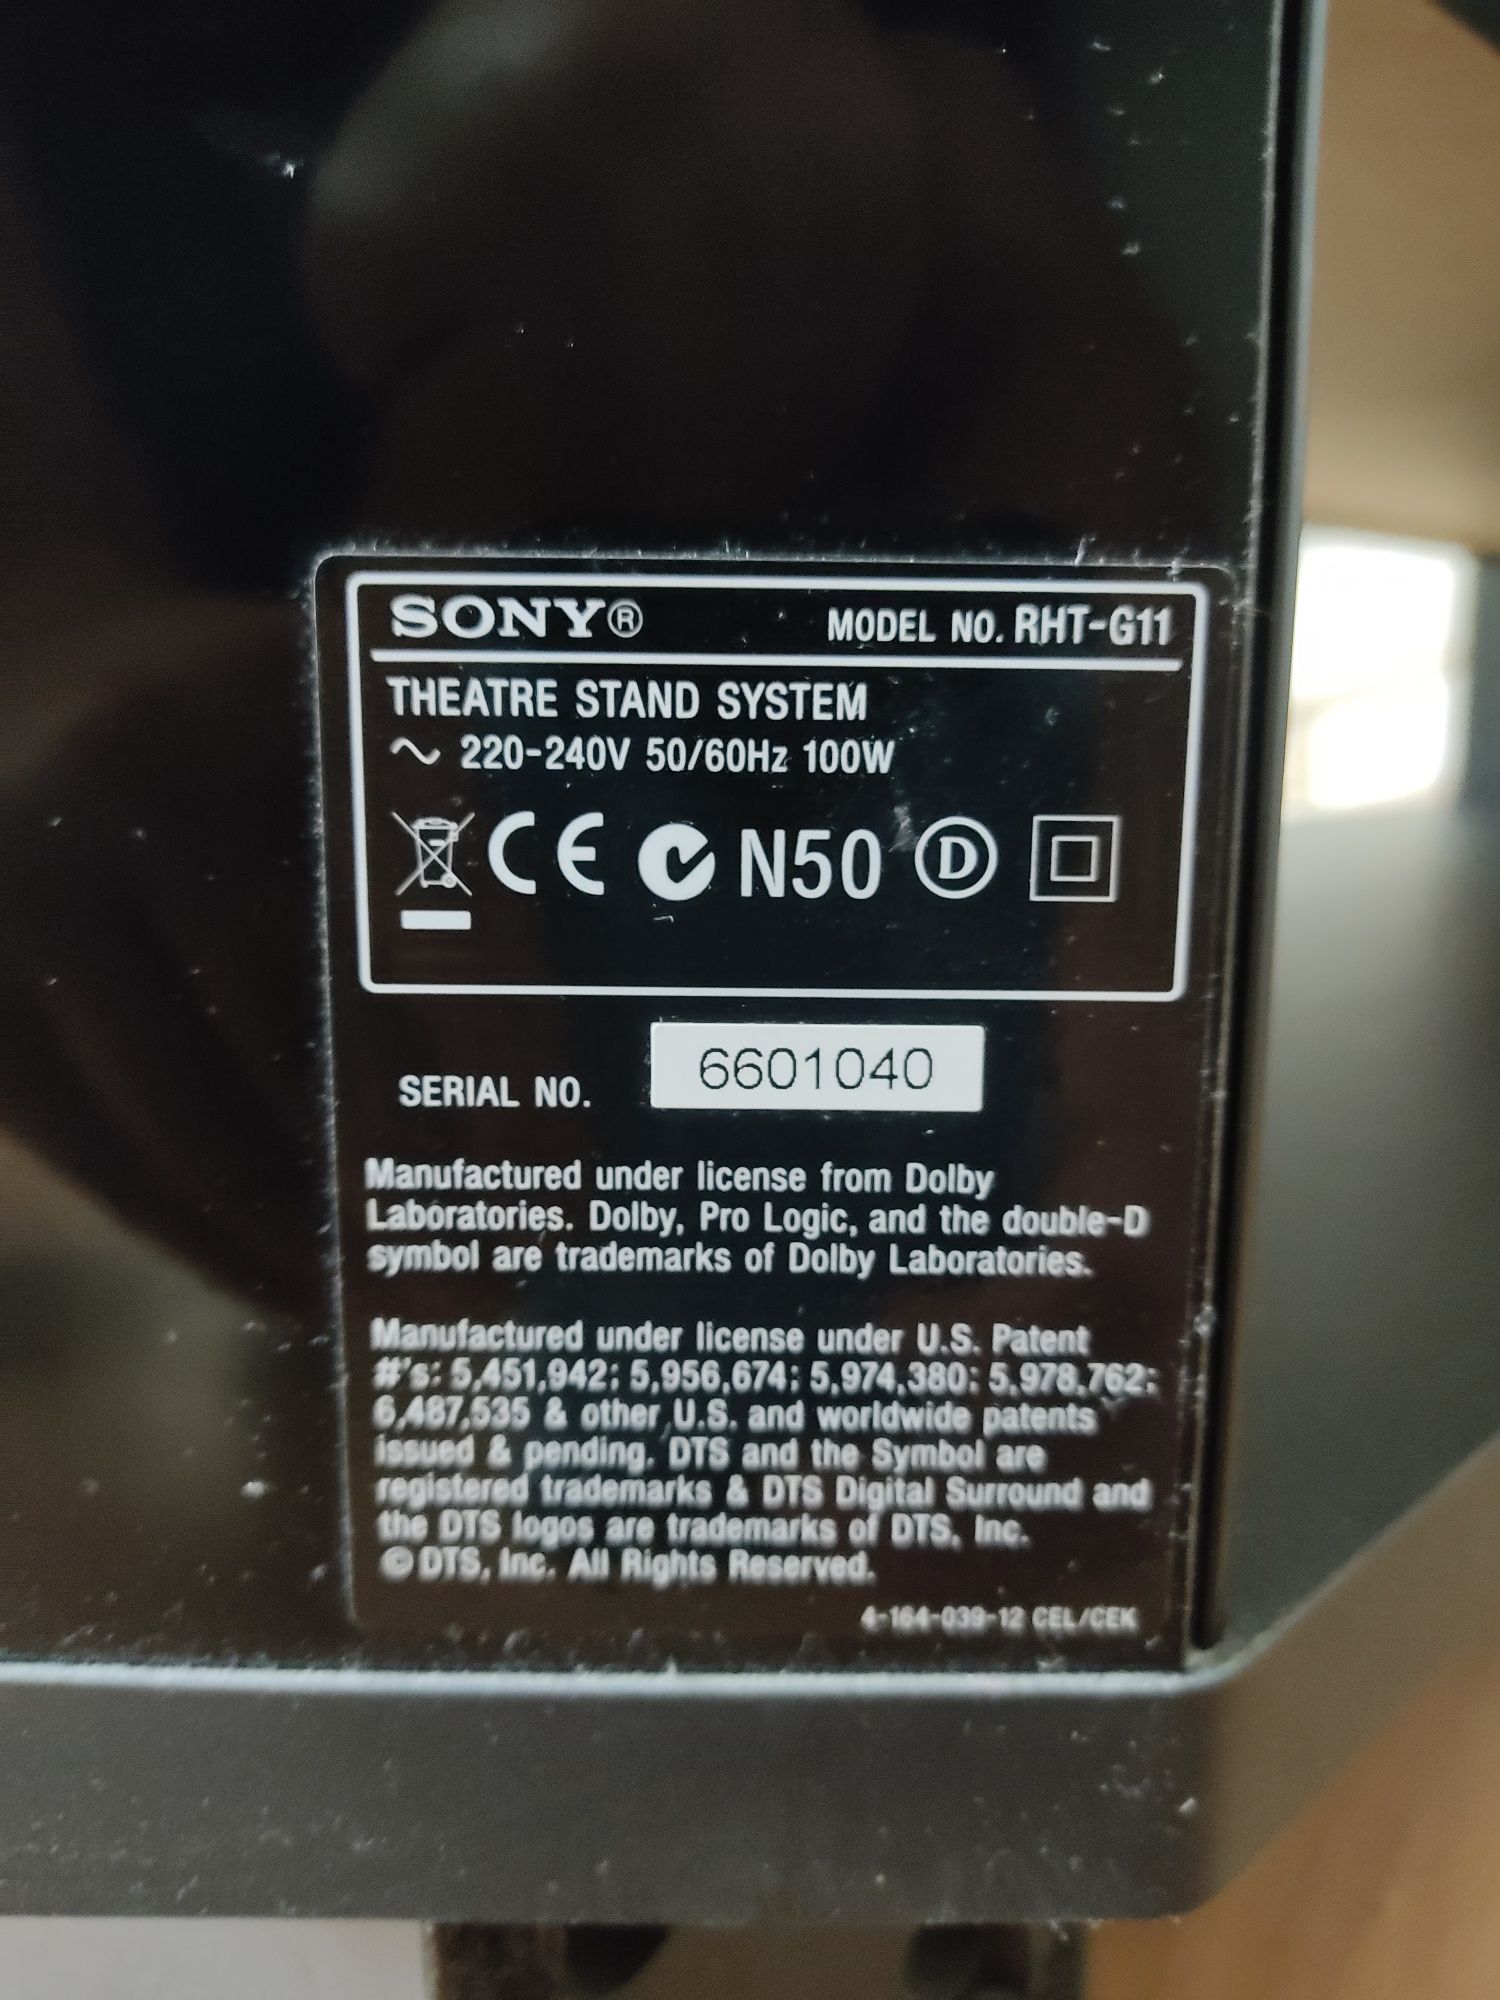 SONY®
MODEL NO. RHT-G11
THEATRE STAND SYSTEM
~ 220-240V 50/60Hz 100W
CE N50 D
SERIAL NO. 6601040
Manufactured under license from Dolby
Laboratories. Dolby, Pro Logic, and the double-D
symbol are trademarks of Dolby Laboratories.
Manufactured under license under U.S. Patent
#'s: 5,451,942; 5,956,674; 5,974,380; 5,978,762;
6,487,535 & other U.S. and worldwide patents
issued & pending. DTS and the Symbol are
registered trademarks & DTS Digital Surround and
the DTS logos are trademarks of DTS, Inc.
© DTS, Inc. All Rights Reserved.
4-164-039-12 CEL/CEK